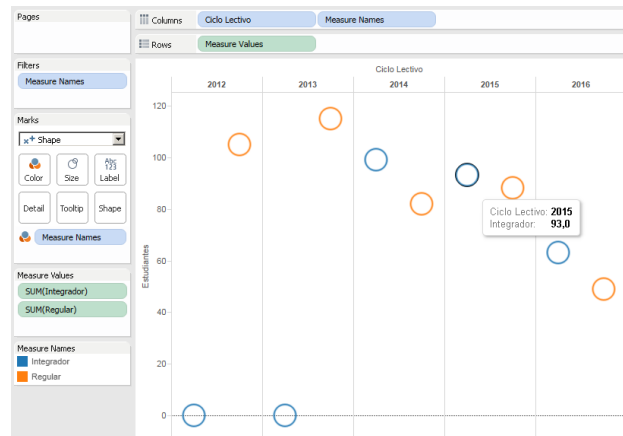 Pages
Columns
Ciclo Lectivo
Measure Names
Rows
Measure Values
Filters
Measure Names
Marks
Shape
Color
Size
Abc
123
Label
Detail
Tooltip
Shape
Measure Names
Measure Values
SUM(Integrador)
SUM(Regular)
Measure Names
Integrador
Regular
Ciclo Lectivo
2012 2013 2014 2015 2016
Estudiantes
120
100
80
60
40
20
0
Ciclo Lectivo: 2015
Integrador: 93,0